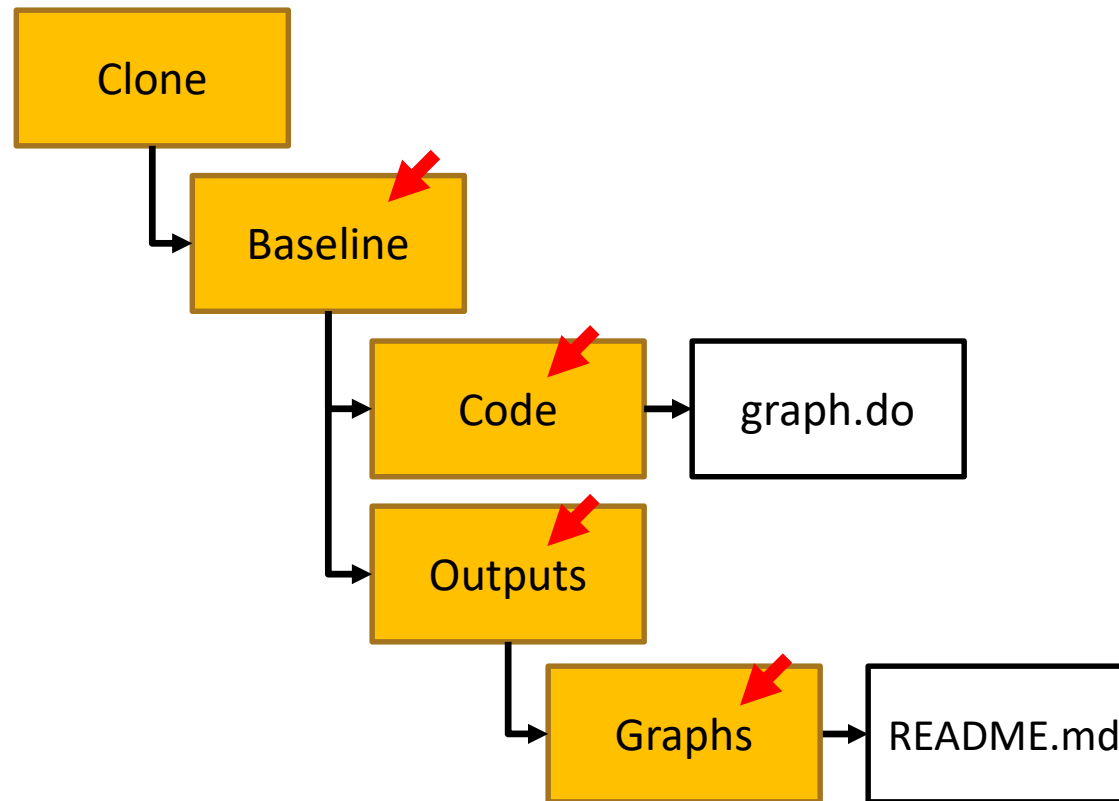 Clone
Baseline
Code
graph.do
Outputs
Graphs
README.md